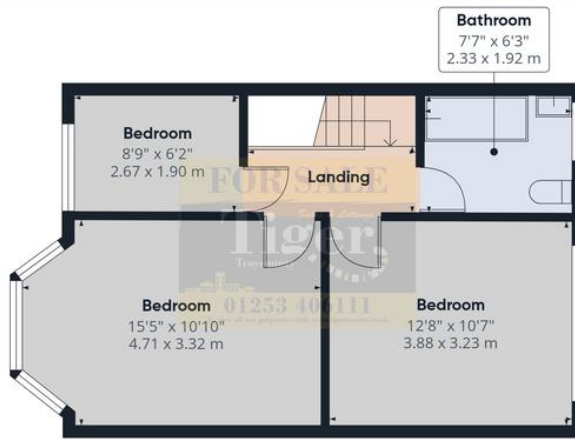 Bathroom
7'7" x 6'3"
2.33 x 1.92 m
Bedroom
8'9" x 6'2"
2.67 x 1.90 m
Landing
FOR SALE
Tiger
Bedroom
15'5" x 10'10"
4.71 x 3.32 m
Bedroom
12'8" x 10'7"
3.88 x 3.23 m
01253 406111